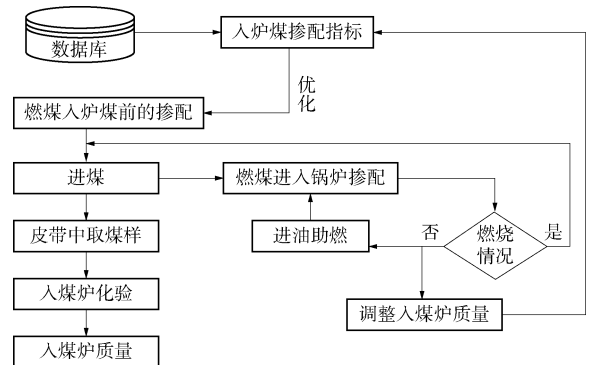 数据库
入炉煤掺配指标
优化
燃煤入炉煤前的掺配
进煤
燃煤进入锅炉掺配
皮带中取煤样
进油助燃
否
燃烧
情况
是
入煤炉化验
调整入煤炉质量
入煤炉质量